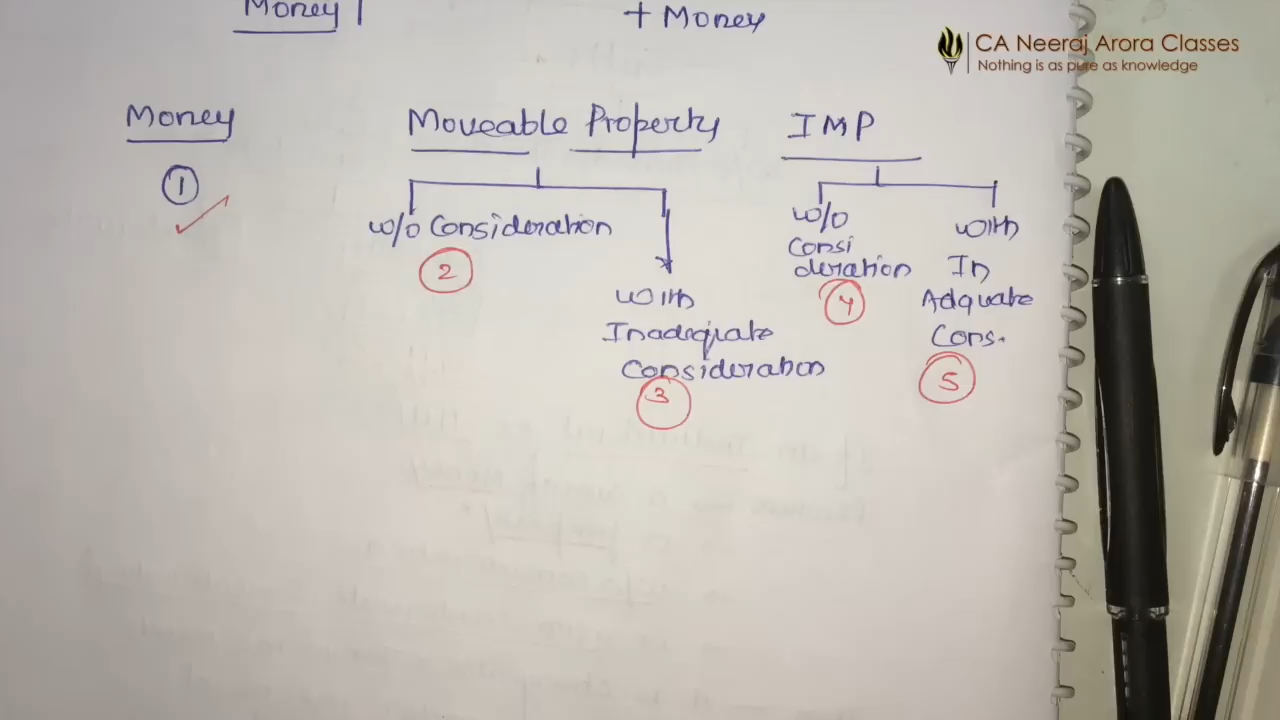 Money
+ Money
CA Neeraj Arora Classes
Nothing is as pure as knowledge
Money
①
Moveable Property
w/o Consideration
2
With
Inadequate
Consideration
3
IMP
w/o
Consi
deration
4
With
In
Adquate
Cons.
5